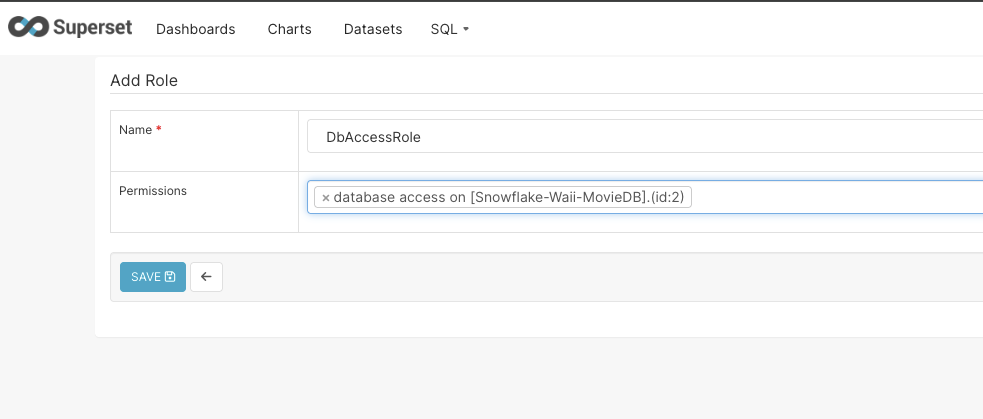 Superset Dashboards Charts Datasets SQL
Add Role
Name *
DbAccessRole
Permissions
× database access on [Snowflake-Waii-MovieDB].(id:2)
SAVE